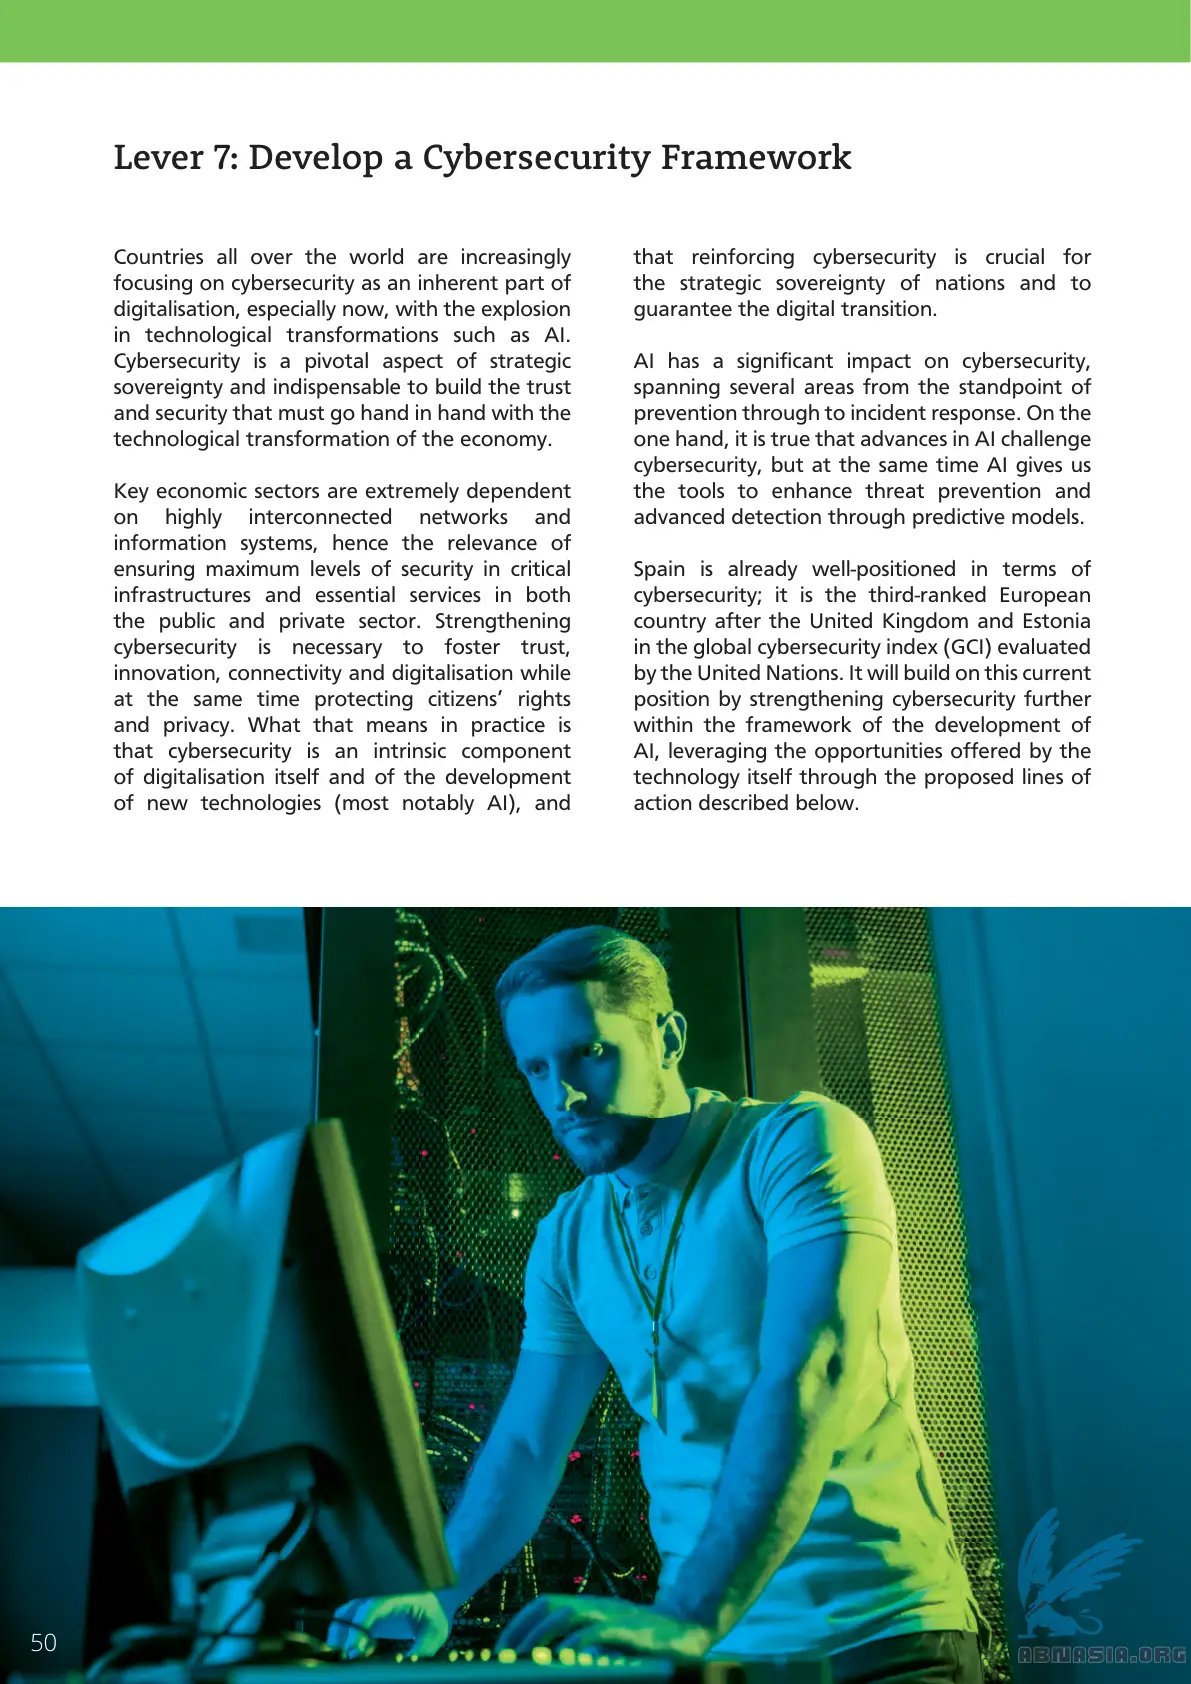 Lever 7: Develop a Cybersecurity Framework
Countries all over the world are increasingly
focusing on cybersecurity as an inherent part of
digitalisation, especially now, with the explosion
in technological transformations such as AI.
Cybersecurity is a pivotal aspect of strategic
sovereignty and indispensable to build the trust
and security that must go hand in hand with the
technological transformation of the economy.
Key economic sectors are extremely dependent
on highly interconnected networks and
information systems, hence the relevance of
ensuring maximum levels of security in critical
infrastructures and essential services in both
the public and private sector. Strengthening
cybersecurity is necessary to foster trust,
innovation, connectivity and digitalisation while
at the same time protecting citizens’ rights
and privacy. What that means in practice is
that cybersecurity is an intrinsic component
of digitalisation itself and of the development
of new technologies (most notably AI), and
that reinforcing cybersecurity is crucial for
the strategic sovereignty of nations and to
guarantee the digital transition.
AI has a significant impact on cybersecurity,
spanning several areas from the standpoint of
prevention through to incident response. On the
one hand, it is true that advances in AI challenge
cybersecurity, but at the same time AI gives us
the tools to enhance threat prevention and
advanced detection through predictive models.
Spain is already well-positioned in terms of
cybersecurity; it is the third-ranked European
country after the United Kingdom and Estonia
in the global cybersecurity index (GCI) evaluated
by the United Nations. It will build on this current
position by strengthening cybersecurity further
within the framework of the development of
AI, leveraging the opportunities offered by the
technology itself through the proposed lines of
action described below.
50
ABNASIA.ORG